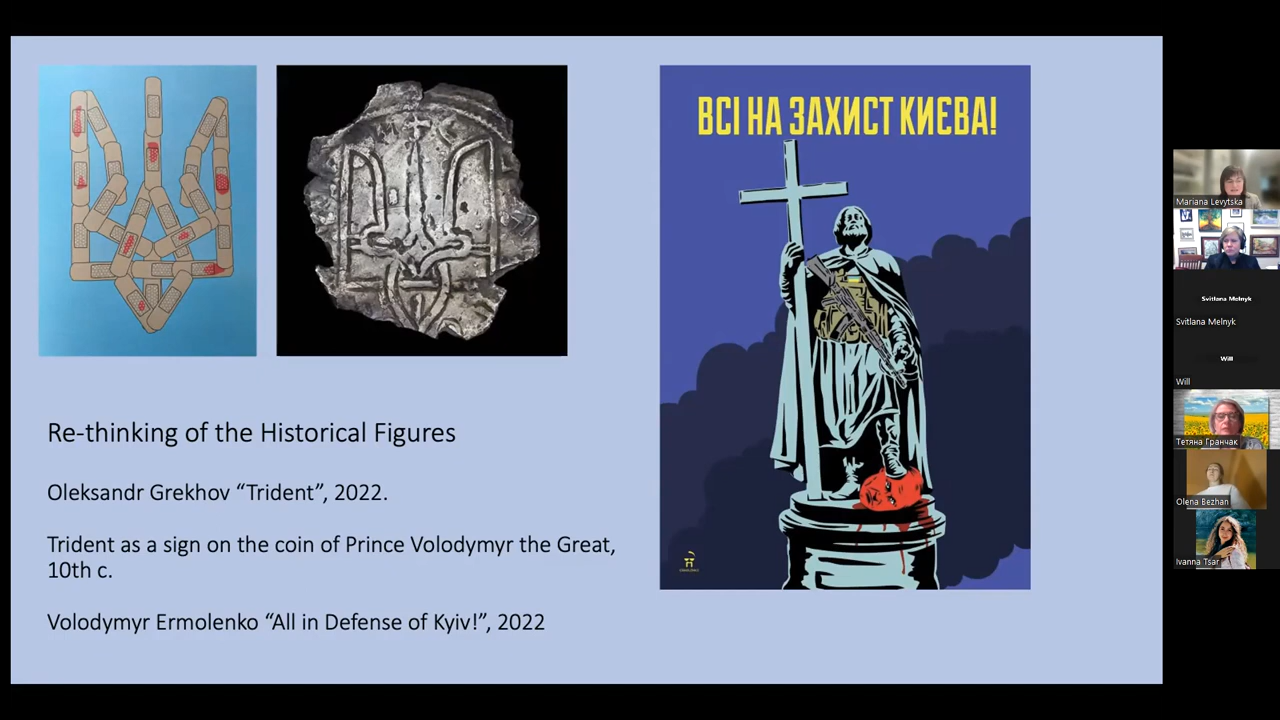 ВСІ НА ЗАХИСТ КИЄВА!
Re-thinking of the Historical Figures
Oleksandr Grekhov “Trident”, 2022.
Trident as a sign on the coin of Prince Volodymyr the Great,
10th c.
Volodymyr Ermolenko “All in Defense of Kyiv!”, 2022
Mariana Levytska
Svitlana Melnyk
Svitlana Melnyk
Will
Will
Тетяна Гранчак
Olena Bezhan
Ivanna Tsar